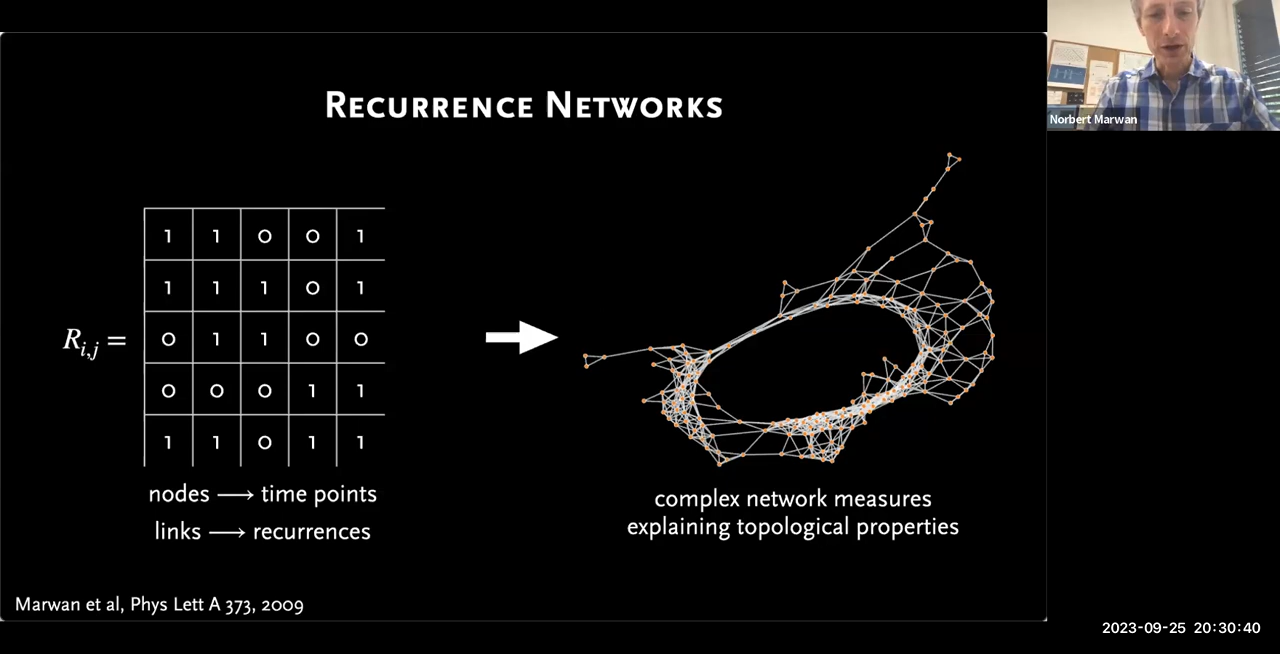 Recurrence Networks
1 1 0 0 1
1 1 1 0 1
R_{i,j} = 0 1 1 0 0
0 0 0 1 1
1 1 0 1 1
nodes ⟶ time points
links ⟶ recurrences
complex network measures
explaining topological properties
Marwan et al, Phys Lett A 373, 2009
Norbert Marwan
2023-09-25 20:30:40